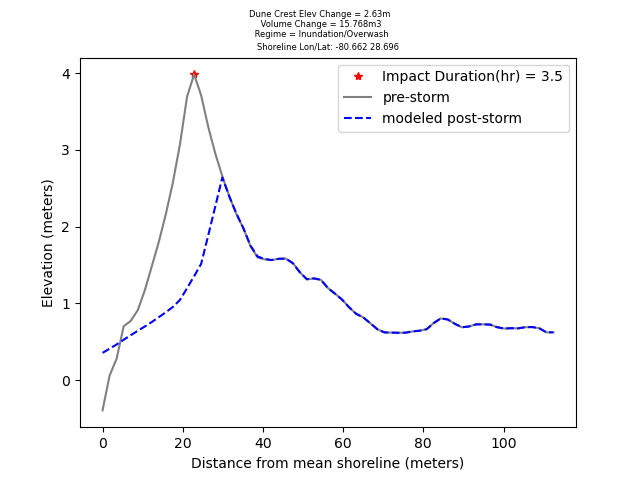 Dune Crest Elev Change = 2.63m
Volume Change = 15.768m3
Regime = Inundation/Overwash
Shoreline Lon/Lat: -80.662 28.696
Impact Duration(hr) = 3.5
pre-storm
modeled post-storm
Elevation (meters)
4
3
2
1
0
0 20 40 60 80 100
Distance from mean shoreline (meters)